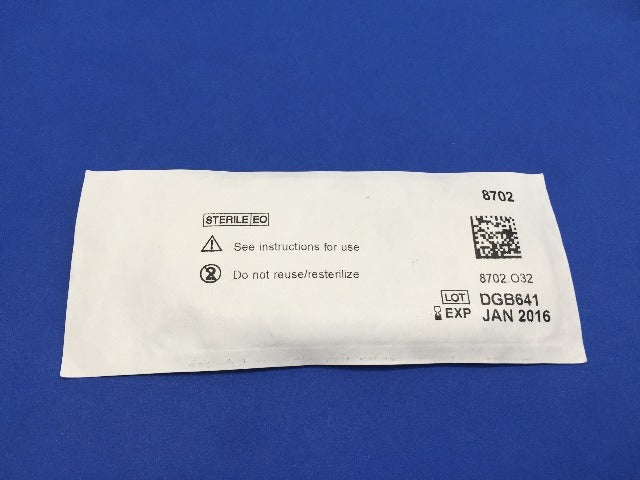 8702
STERILE EO
See instructions for use
Do not reuse/resterilize
8702.O32
LOT DGB641
EXP JAN 2016